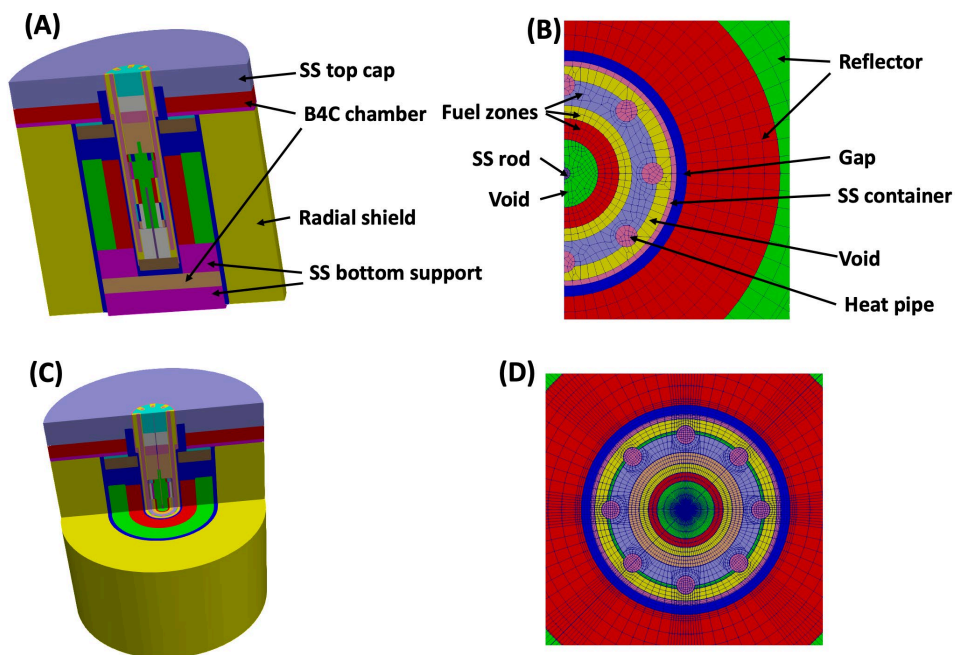 (A)
SS top cap
B4C chamber
Radial shield
SS bottom support
(B)
Reflector
Fuel zones
SS rod
Gap
SS container
Void
Void
Heat pipe
(C)
(D)